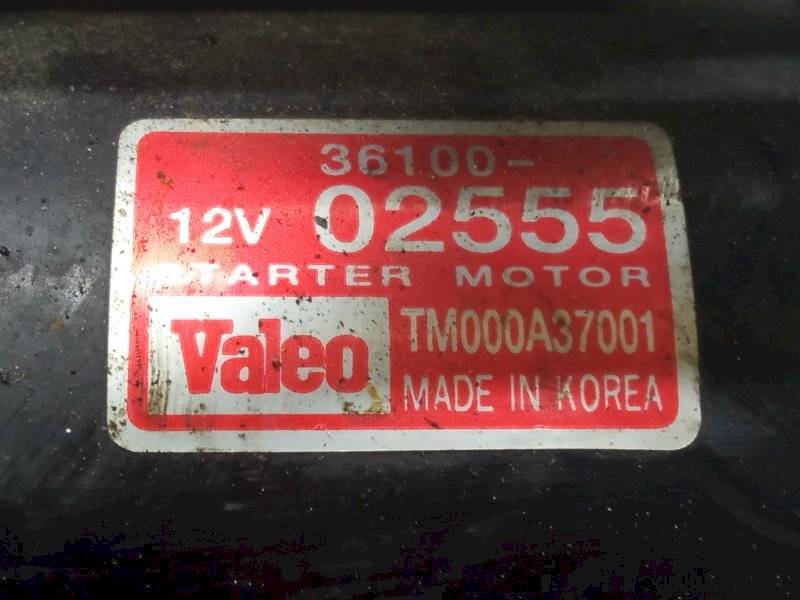 36100-
12V 02555
STARTER MOTOR
Valeo
TM000A37001
MADE IN KOREA